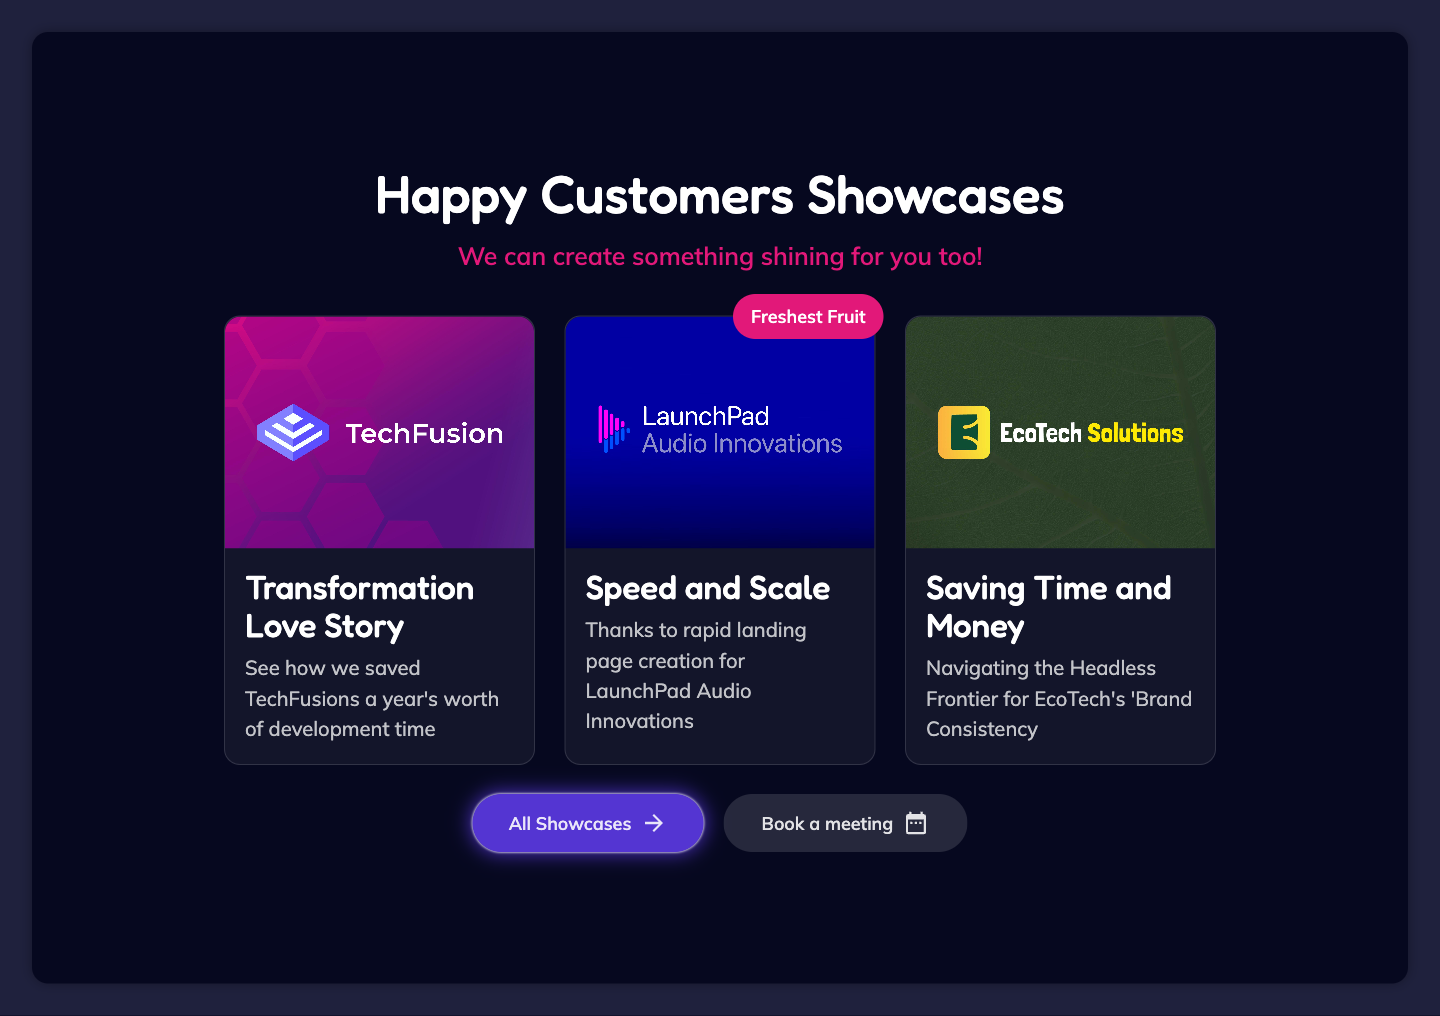 Happy Customers Showcases
We can create something shining for you too!
Freshest Fruit
TechFusion
LaunchPad
Audio Innovations
EcoTech Solutions
Transformation
Love Story
See how we saved
TechFusions a year's worth
of development time
Speed and Scale
Thanks to rapid landing
page creation for
LaunchPad Audio
Innovations
Saving Time and
Money
Navigating the Headless
Frontier for EcoTech's 'Brand
Consistency
All Showcases
Book a meeting